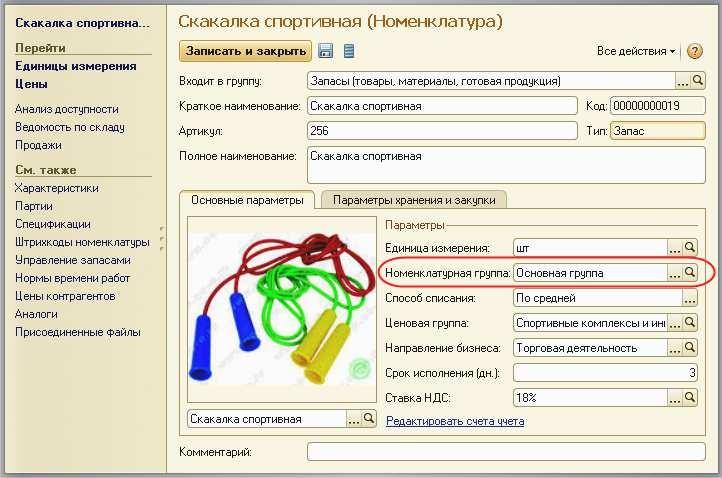 Скакалка спортивна...
Перейти
Единицы измерения
Цены
Анализ доступности
Ведомость по складу
Продажи
См. также
Характеристики
Партии
Спецификации
Штрихкоды номенклатуры
Управление запасами
Нормы времени работ
Цены контрагентов
Аналоги
Присоединенные файлы
Скакалка спортивная (Номенклатура)
Записать и закрыть
Все действия
?
Входит в группу: Запасы (товары, материалы, готовая продукция) ...
Краткое наименование: Скакалка спортивная Код: 00000000019
Артикул: 256 Тип: Запас
Полное наименование: Скакалка спортивная
Основные параметры Параметры хранения и закупки
Параметры
Единица измерения: шт ...
Номенклатурная группа: Основная группа ...
Способ списания: По средней ...
Ценовая группа: Спортивные комплексы и ин ...
Направление бизнеса: Торговая деятельность ...
Срок исполнения (дн.): 3
Ставка НДС: 18% ...
Скакалка спортивная ...
Редактировать счета учета
Комментарий: